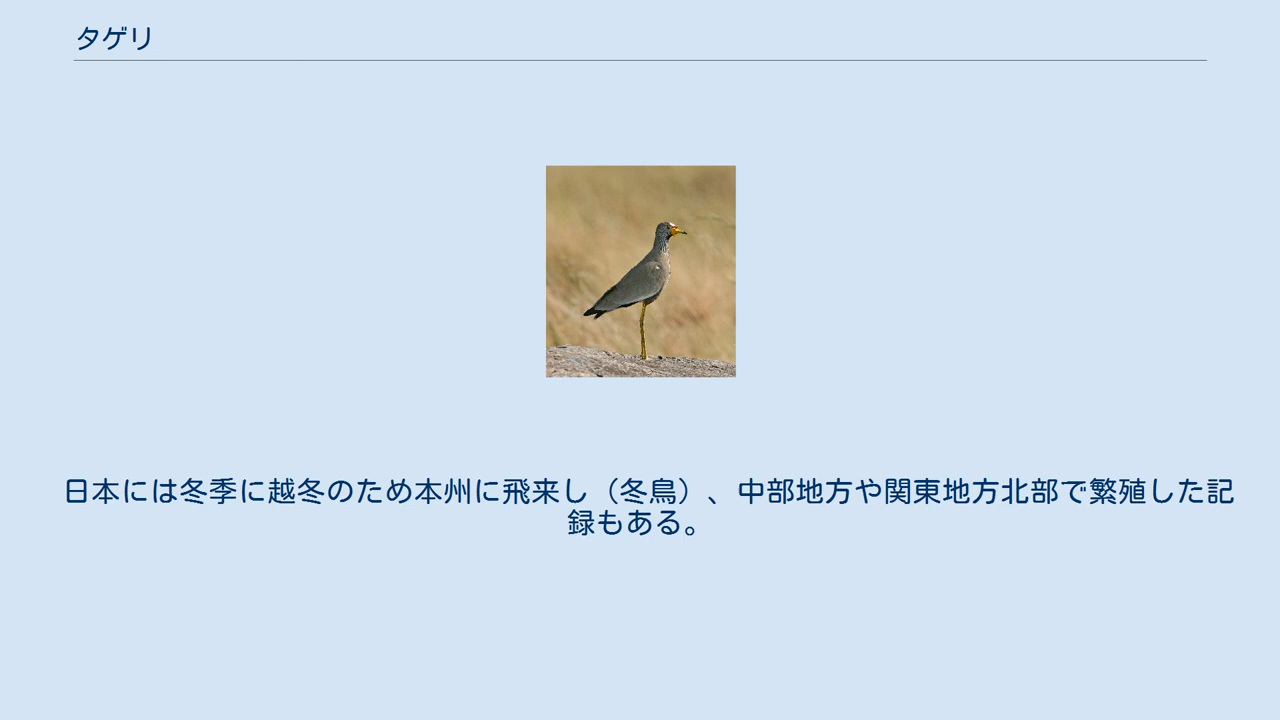 タゲリ
日本には冬季に越冬のため本州に飛来し（冬鳥）、中部地方や関東地方北部で繁殖した記
録もある。